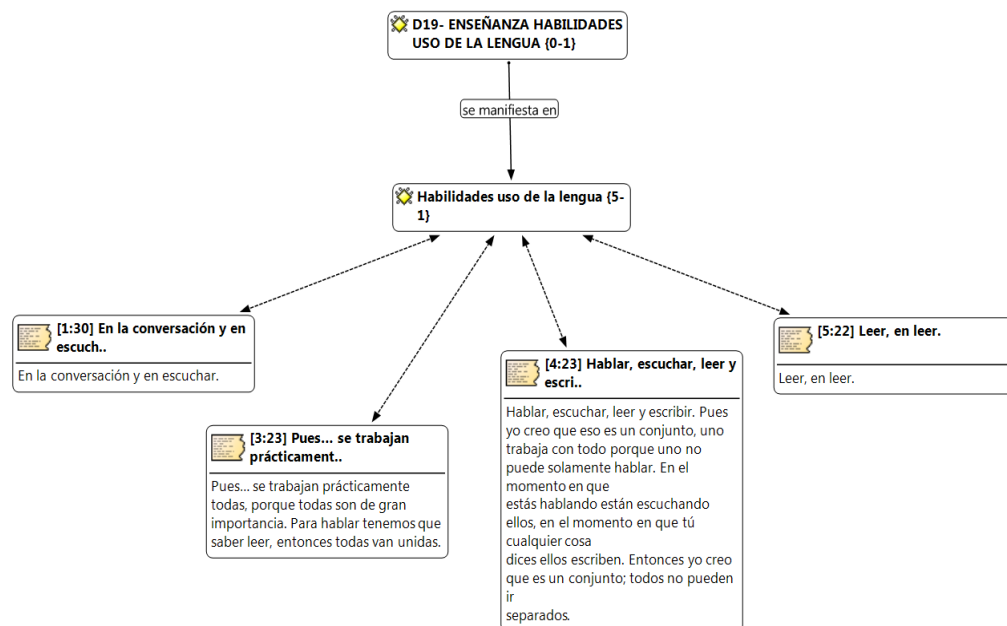 D19- ENSEÑANZA HABILIDADES
USO DE LA LENGUA {0-1}
se manifiesta en
Habilidades uso de la lengua {5-
1}
[1:30] En la conversación y en
escuch..
En la conversación y en escuchar.
[3:23] Pues... se trabajan
prácticament..
Pues... se trabajan prácticamente
todas, porque todas son de gran
importancia. Para hablar tenemos que
saber leer, entonces todas van unidas.
[4:23] Hablar, escuchar, leer y
escri..
Hablar, escuchar, leer y escribir. Pues
yo creo que eso es un conjunto, uno
trabaja con todo porque uno no
puede solamente hablar. En el
momento en que
estás hablando están escuchando
ellos, en el momento en que tú
cualquier cosa
dices ellos escriben. Entonces yo creo
que es un conjunto; todos no pueden
ir
separados.
[5:22] Leer, en leer.
Leer, en leer.